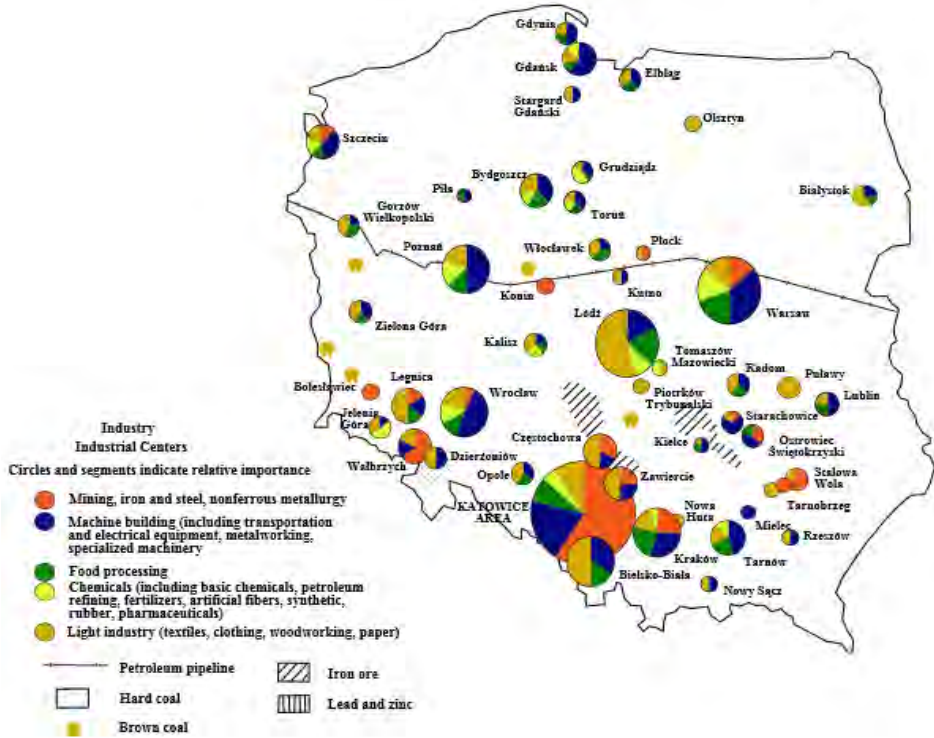 Gdynia
Gdańsk
Elbląg
Stargard
Gdański
Olsztyn
Szczecin
Grudziądz
Bydgoszcz
Piła
Białystok
Toruń
Gorzów
Wielkopolski
Włocławek
Płock
Poznań
Konin
Kutno
Warsau
Łódź
Zielona Góra
Kalisz
Tomaszów
Mazowiecki
Radom
Puławy
Bolesławiec
Legnica
Wrocław
Piotrków
Trybunalski
Lublin
Jelenia
Góra
Starachowice
Częstochowa
Kielce
Ostrowiec
Świętokrzyski
Wałbrzych
Dzierżoniów
Opole
Zawiercie
Stalowa
Wola
KATOWICE
AREA
Nowa
Huta
Tarnobrzeg
Mielec
Rzeszów
Kraków
Tarnów
Bielsko-Biała
Nowy Sącz
Industry
Industrial Centers
Circles and segments indicate relative importance
Mining, iron and steel, nonferrous metallurgy
Machine building (including transportation
and electrical equipment, metalworking,
specialized machinery
Food processing
Chemicals (including basic chemicals, petroleum
refining, fertilizers, artificial fibers, synthetic,
rubber, pharmaceuticals)
Light industry (textiles, clothing, woodworking, paper)
Petroleum pipeline
Iron ore
Hard coal
Lead and zinc
Brown coal